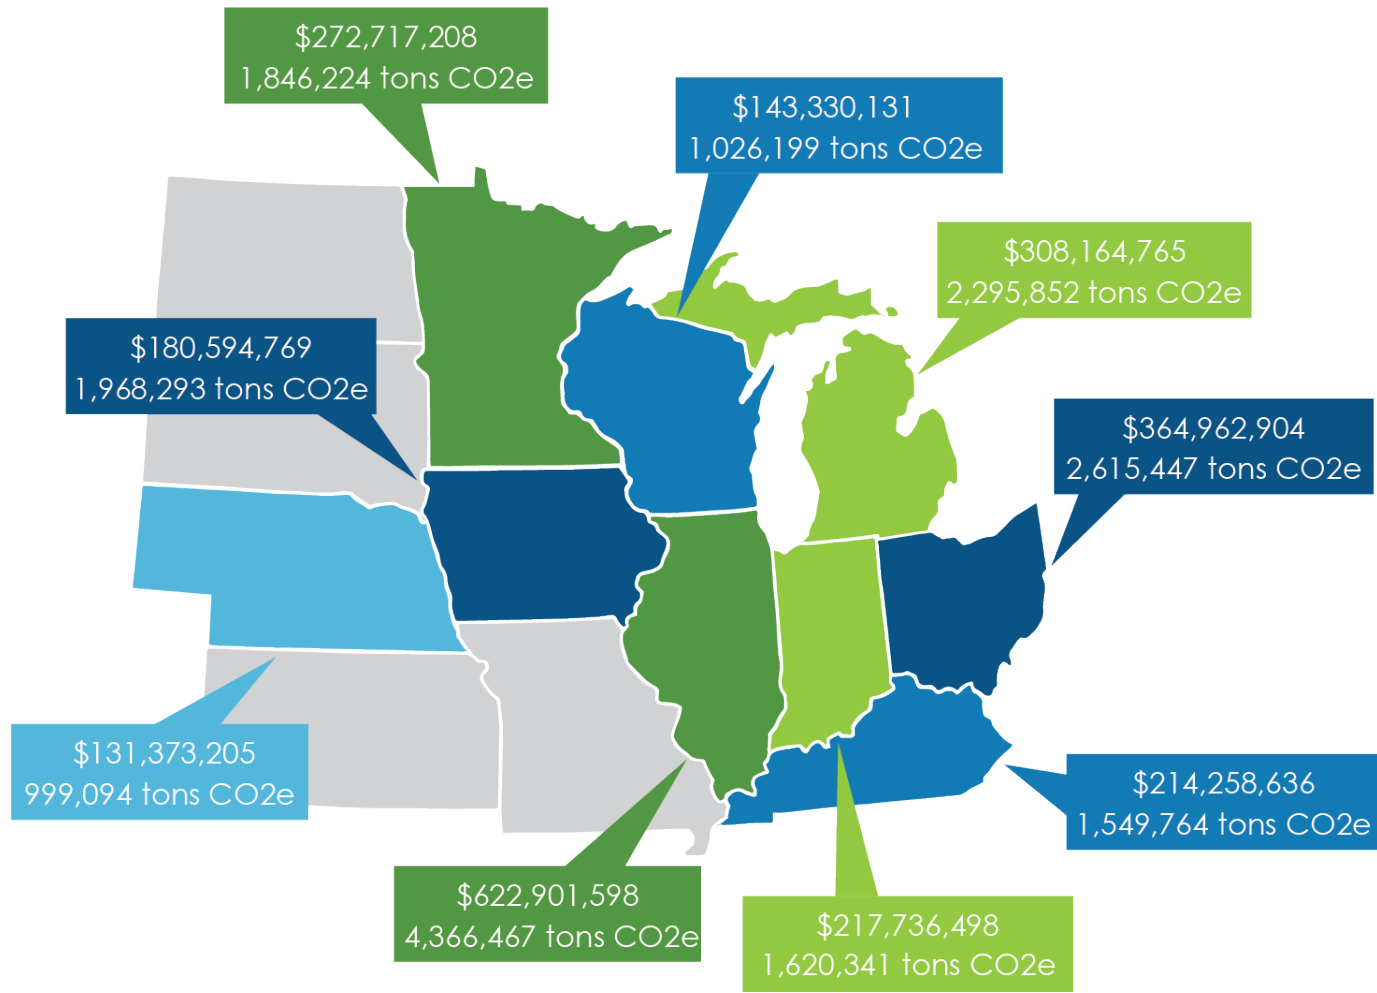 $272,717,208
1,846,224 tons CO2e
$143,330,131
1,026,199 tons CO2e
$308,164,765
2,295,852 tons CO2e
$180,594,769
1,968,293 tons CO2e
$364,962,904
2,615,447 tons CO2e
$131,373,205
999,094 tons CO2e
$214,258,636
1,549,764 tons CO2e
$622,901,598
4,366,467 tons CO2e
$217,736,498
1,620,341 tons CO2e